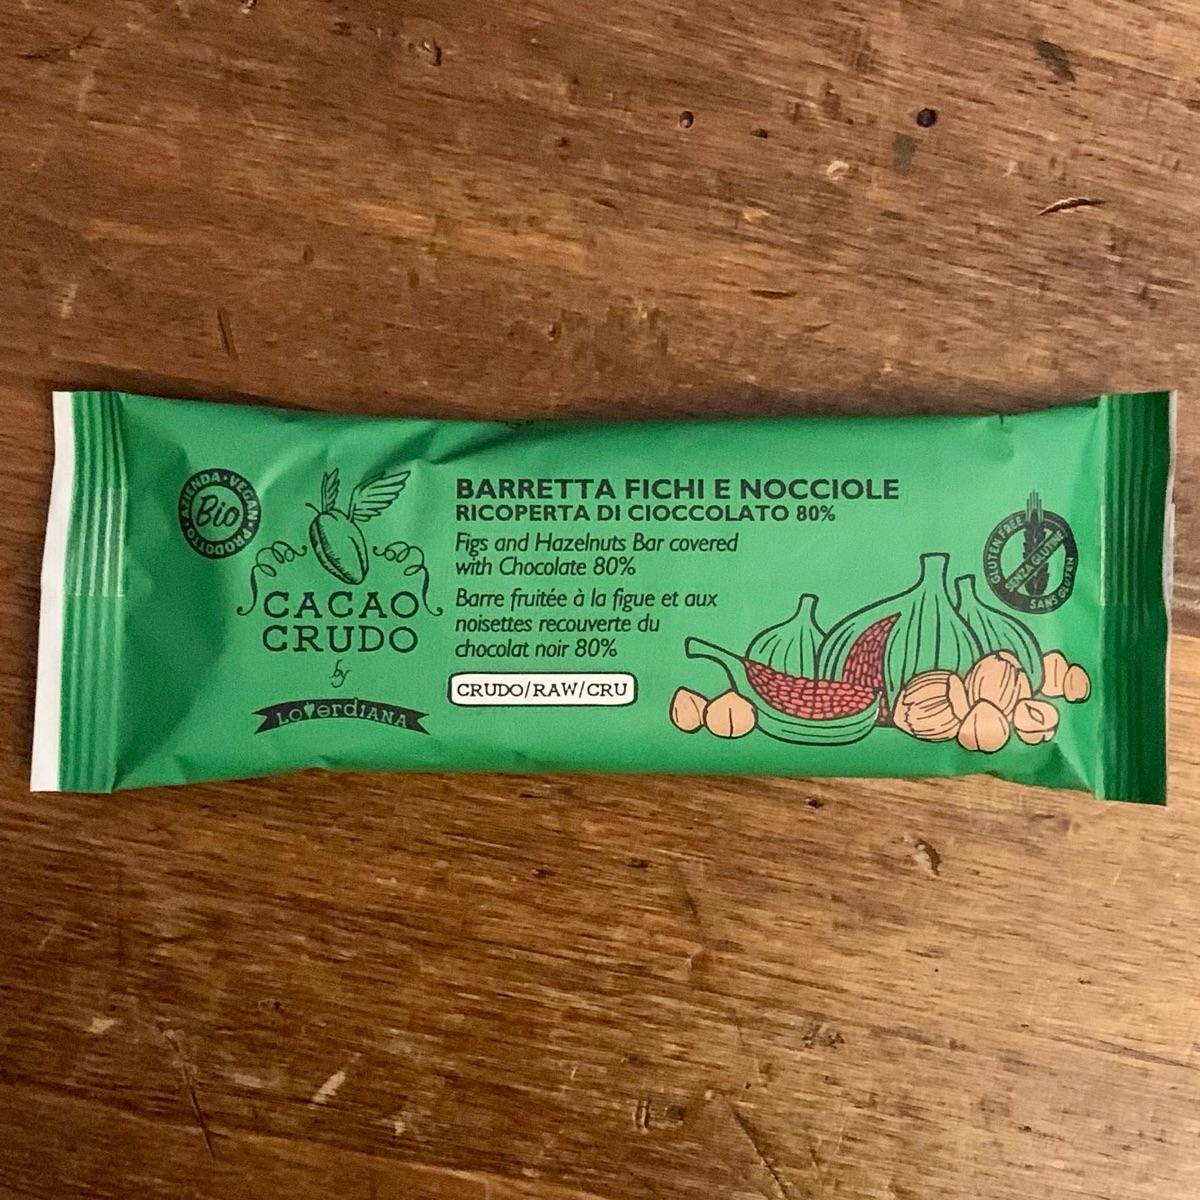 AZIENDA • VEGAN • PRODOTTO •
Bio
CACAO
CRUDO
by
LOVerdIANA
BARRETTA FICHI E NOCCIOLE
RICOPERTA DI CIOCCOLATO 80%
Figs and Hazelnuts Bar covered
with Chocolate 80%
Barre fruitée à la figue et aux
noisettes recouverte du
chocolat noir 80%
CRUDO/RAW/CRU
GLUTEN FREE
SENZA GLUTINE
SANS GLUTEN